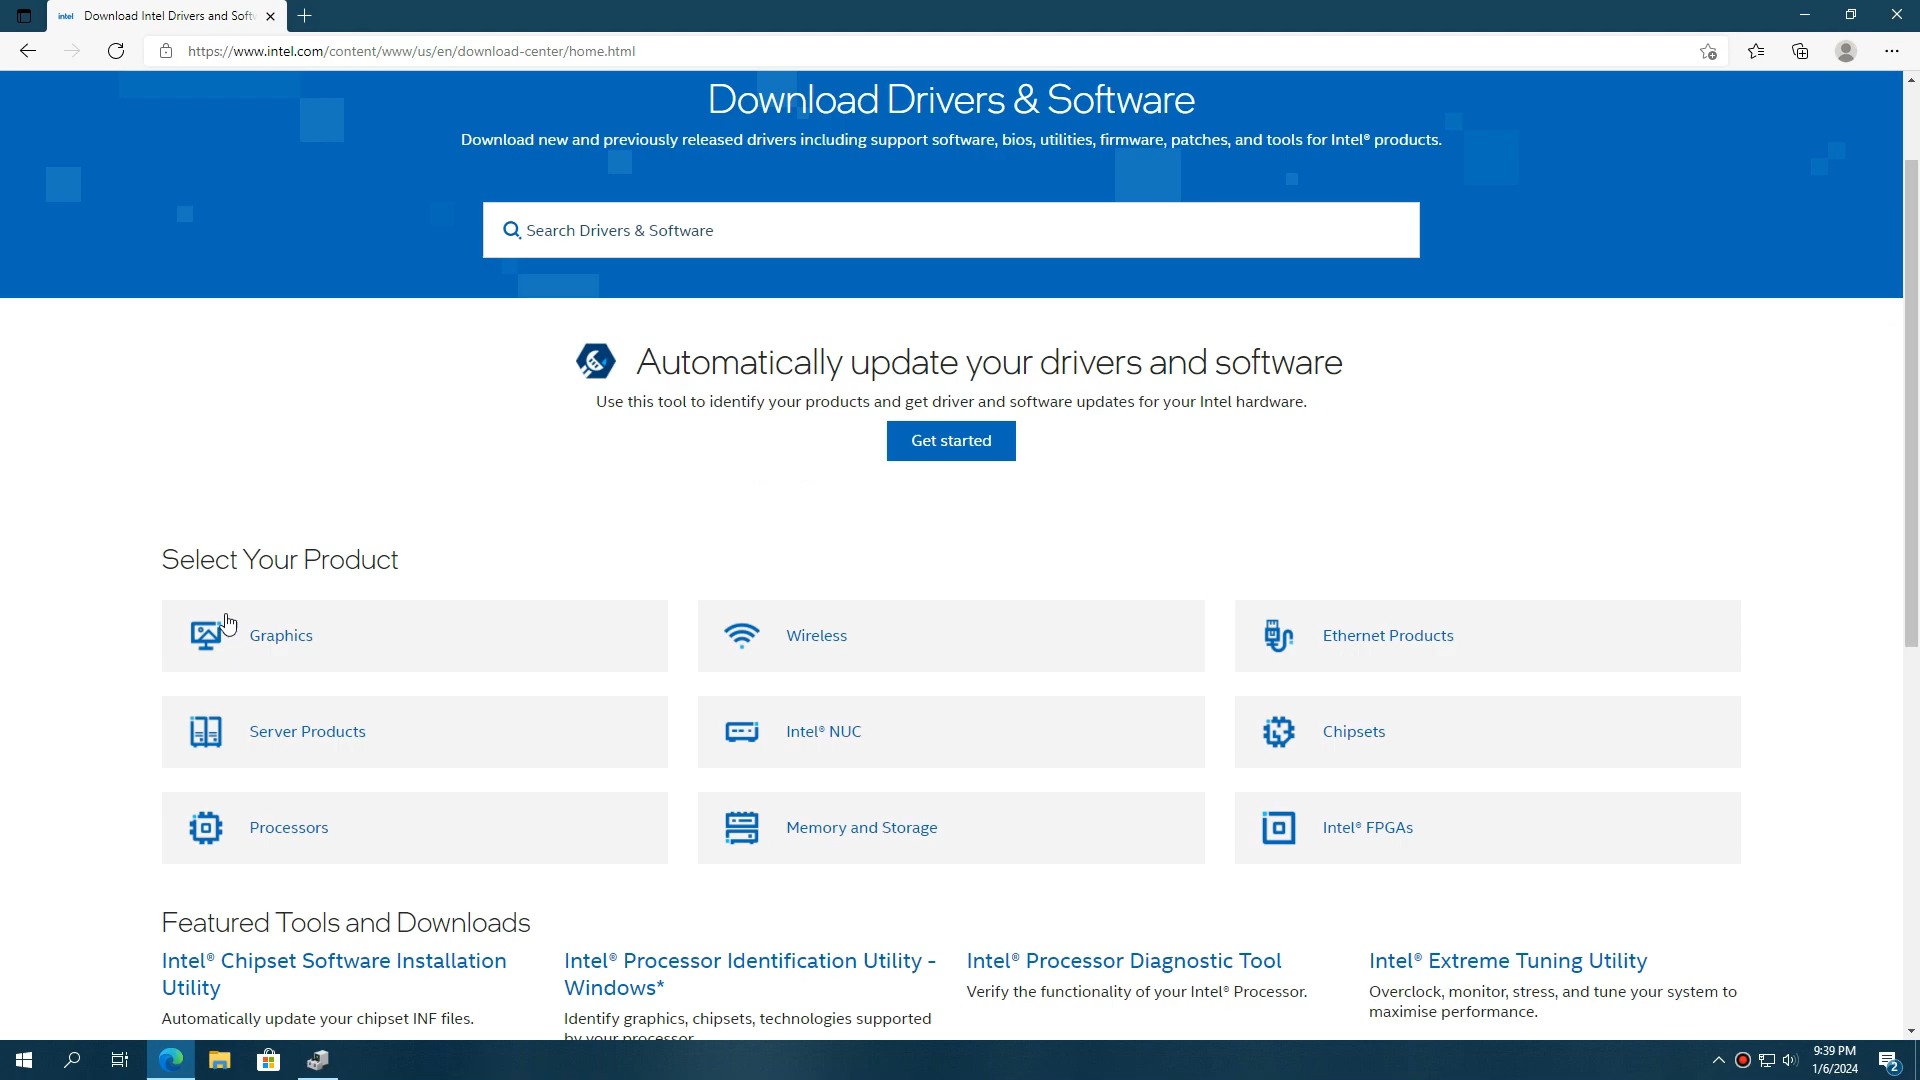 intel Download Intel Drivers and Soft
https://www.intel.com/content/www/us/en/download-center/home.html
Download Drivers & Software
Download new and previously released drivers including support software, bios, utilities, firmware, patches, and tools for Intel® products.
Search Drivers & Software
Automatically update your drivers and software
Use this tool to identify your products and get driver and software updates for your Intel hardware.
Get started
Select Your Product
Graphics
Wireless
Ethernet Products
Server Products
Intel® NUC
Chipsets
Processors
Memory and Storage
Intel® FPGAs
Featured Tools and Downloads
Intel® Chipset Software Installation
Utility
Automatically update your chipset INF files.
Intel® Processor Identification Utility -
Windows*
Identify graphics, chipsets, technologies supported
by your processor.
Intel® Processor Diagnostic Tool
Verify the functionality of your Intel® Processor.
Intel® Extreme Tuning Utility
Overclock, monitor, stress, and tune your system to
maximise performance.
9:39 PM
1/6/2024
2